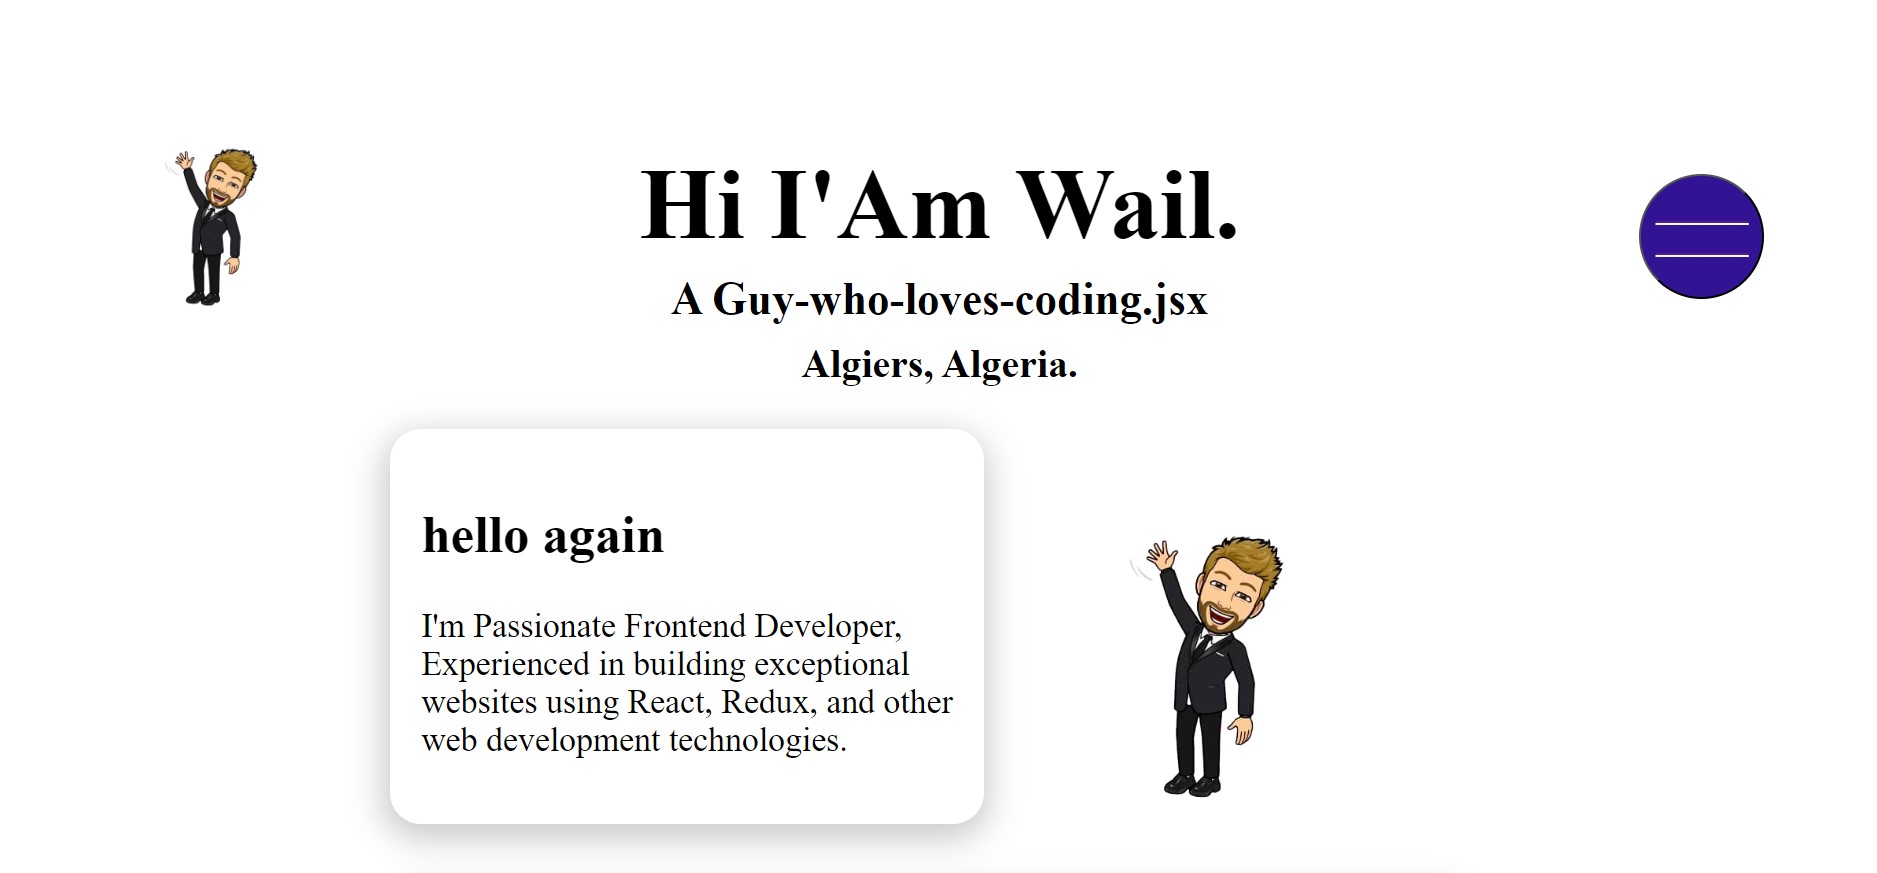 Hi I'Am Wail.
A Guy-who-loves-coding.jsx
Algiers, Algeria.
hello again
I'm Passionate Frontend Developer,
Experienced in building exceptional
websites using React, Redux, and other
web development technologies.